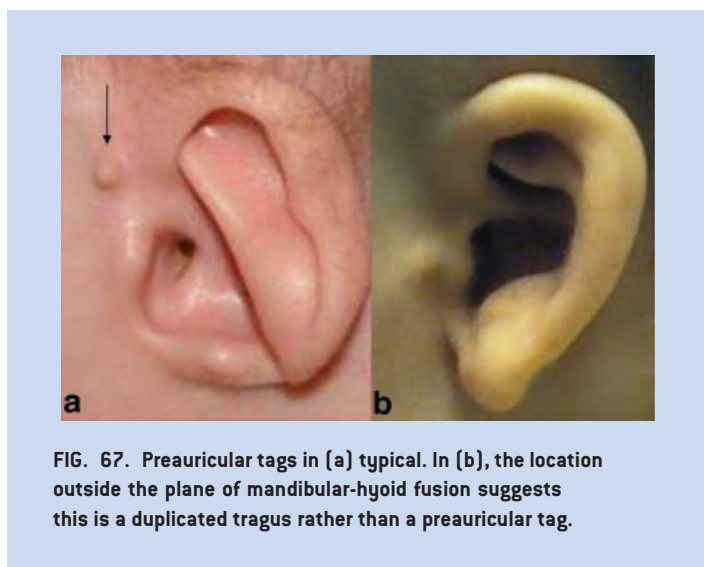 a
b
FIG. 67. Preauricular tags in (a) typical. In (b), the location
outside the plane of mandibular-hyoid fusion suggests
this is a duplicated tragus rather than a preauricular tag.